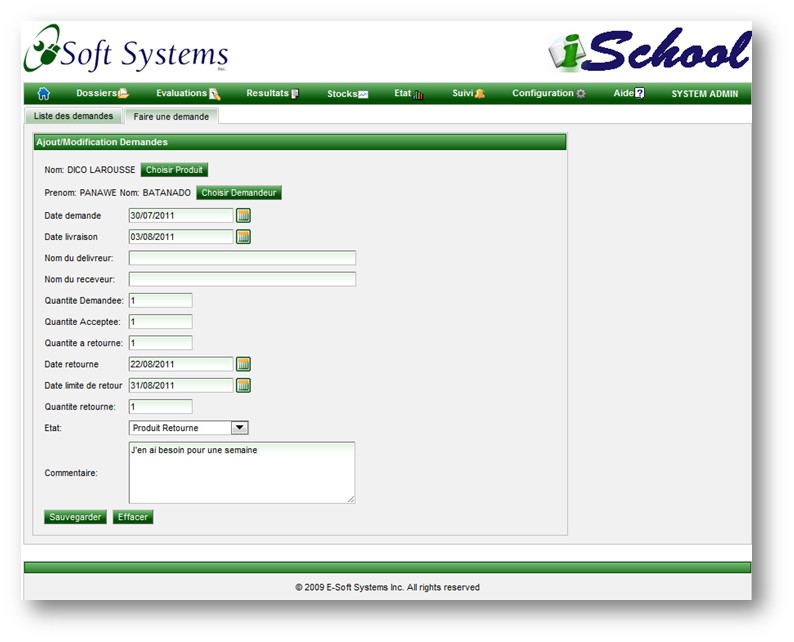 Soft Systems Inc.
iSchool
Dossiers Evaluations Resultats Stocks Etat Suivi Configuration Aide SYSTEM ADMIN
Liste des demandes Faire une demande
Ajout/Modification Demandes
Nom: DICO LAROUSSE Choisir Produit
Prenom: PANAWE Nom: BATANADO Choisir Demandeur
Date demande 30/07/2011
Date livraison 03/08/2011
Nom du delivreur:
Nom du receveur:
Quantite Demandee: 1
Quantite Acceptee: 1
Quantite a retourne: 1
Date retourne 22/08/2011
Date limite de retour 31/08/2011
Quantite retourne: 1
Etat: Produit Retourne
J'en ai besoin pour une semaine
Commentaire:
Sauvegarder Effacer
© 2009 E-Soft Systems Inc. All rights reserved